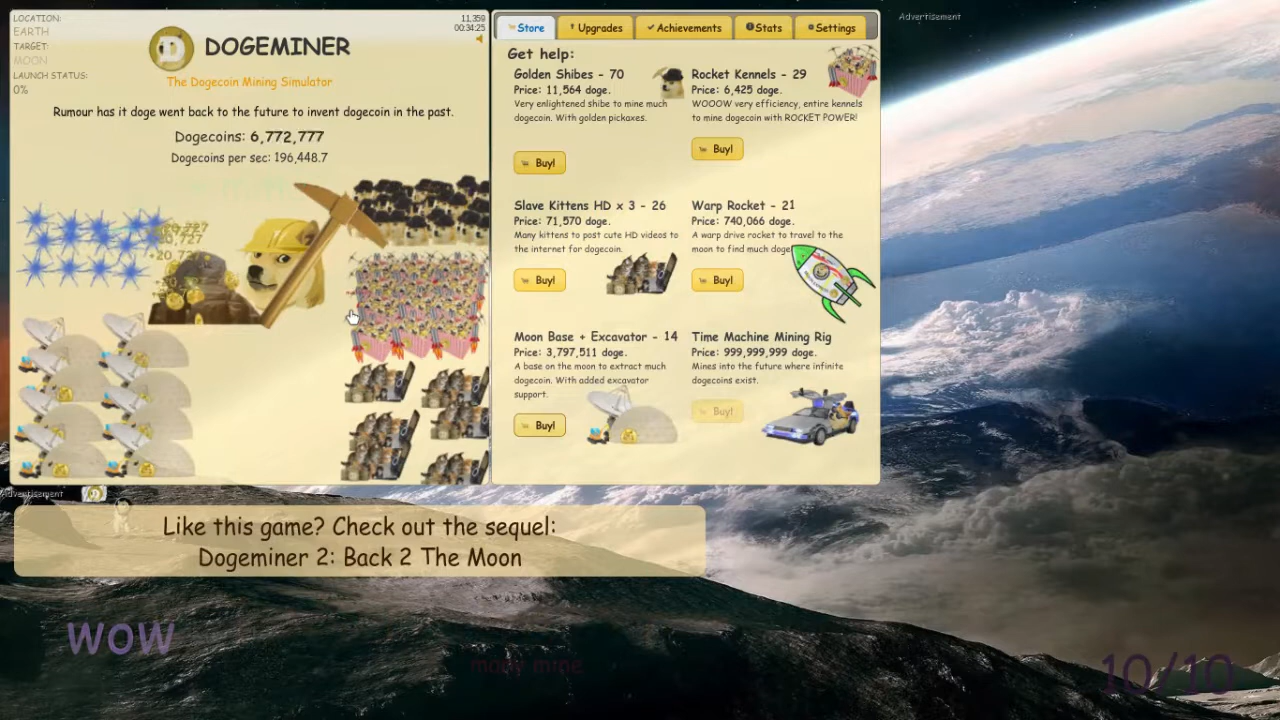 LOCATION:
EARTH
TARGET:
MOON
LAUNCH STATUS:
0%
11,359
00:34:25
DOGEMINER
The Dogecoin Mining Simulator
Rumour has it doge went back to the future to invent dogecoin in the past.
Dogecoins: 6,772,777
Dogecoins per sec: 196,448.7
Store
Upgrades
Achievements
Stats
Settings
Get help:
Golden Shibes - 70
Price: 11,564 doge.
Very enlightened shibe to mine much
dogecoin. With golden pickaxes.
Buy!
Rocket Kennels - 29
Price: 6,425 doge.
WOOOW very efficiency, entire kennels
to mine dogecoin with ROCKET POWER!
Buy!
Slave Kittens HD x 3 - 26
Price: 71,570 doge.
Many kittens to post cute HD videos to
the internet for dogecoin.
Buy!
Warp Rocket - 21
Price: 740,066 doge.
A warp drive rocket to travel to the
moon to find much doge
Buy!
Moon Base + Excavator - 14
Price: 3,797,511 doge.
A base on the moon to extract much
dogecoin. With added excavator
support.
Buy!
Time Machine Mining Rig
Price: 999,999,999 doge.
Mines into the future where infinite
dogecoins exist.
Buy!
Advertisement
Advertisement
Like this game? Check out the sequel:
Dogeminer 2: Back 2 The Moon
wow
many mine
10/10